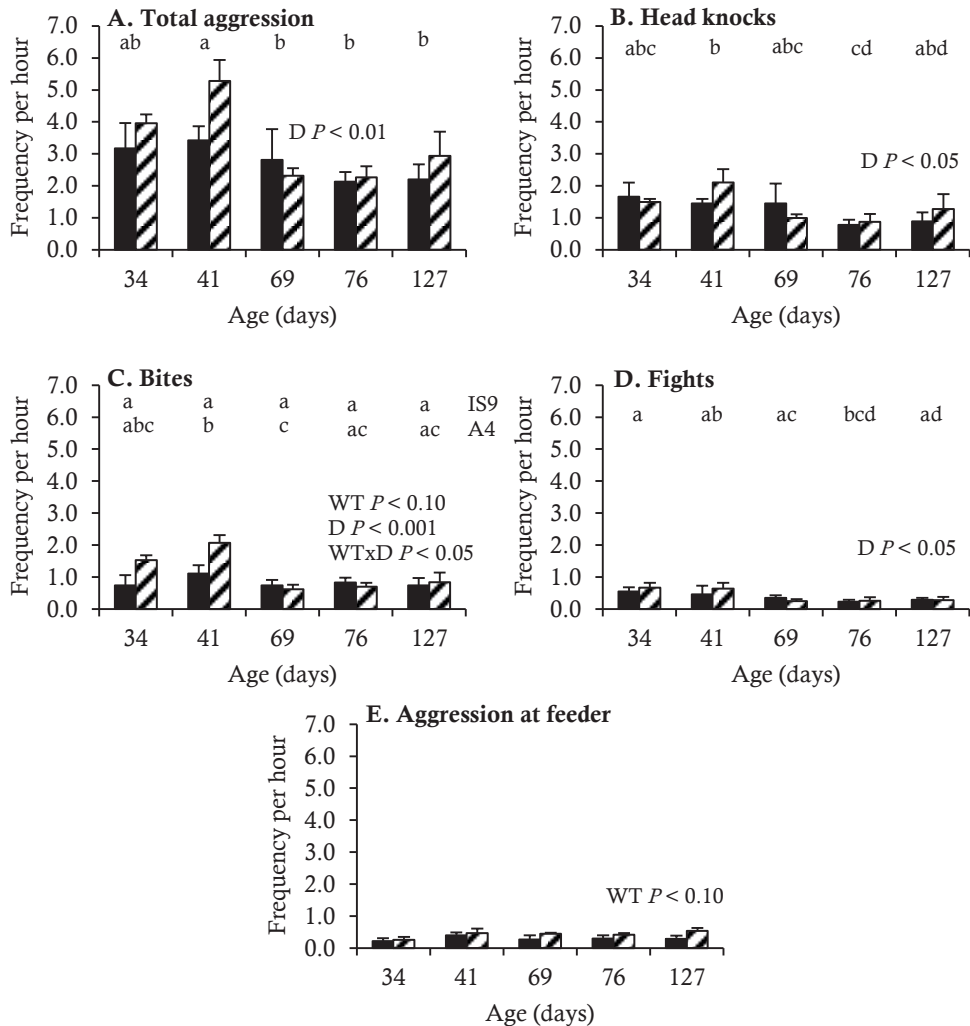 A. Total aggression
7.0
6.0
5.0
4.0
3.0
2.0
1.0
0.0
Frequency per hour
ab a b b b
D P < 0.01
34 41 69 76 127
Age (days)
B. Head knocks
7.0
6.0
5.0
4.0
3.0
2.0
1.0
0.0
Frequency per hour
abc b abc cd abd
D P < 0.05
34 41 69 76 127
Age (days)
C. Bites
7.0
6.0
5.0
4.0
3.0
2.0
1.0
0.0
Frequency per hour
a a a a a IS9
abc b c ac ac A4
WT P < 0.10
D P < 0.001
WTxD P < 0.05
34 41 69 76 127
Age (days)
D. Fights
7.0
6.0
5.0
4.0
3.0
2.0
1.0
0.0
Frequency per hour
a ab ac bcd ad
D P < 0.05
34 41 69 76 127
Age (days)
E. Aggression at feeder
7.0
6.0
5.0
4.0
3.0
2.0
1.0
0.0
Frequency per hour
WT P < 0.10
34 41 69 76 127
Age (days)